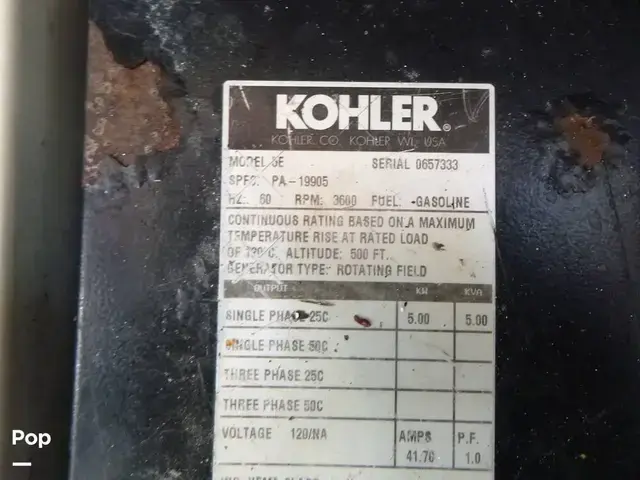 KOHLER®
KOHLER CO. KOHLER WI. USA
MODEL 5E SERIAL 0657333
SPEC. PA-19905
HZ: 60 RPM: 3600 FUEL: -GASOLINE
CONTINUOUS RATING BASED ON A MAXIMUM
TEMPERATURE RISE AT RATED LOAD
OF 130 C. ALTITUDE: 500 FT.
GENERATOR TYPE: ROTATING FIELD
OUTPUT KW KVA
SINGLE PHASE 25C 5.00 5.00
SINGLE PHASE 50C
THREE PHASE 25C
THREE PHASE 50C
VOLTAGE 120/NA AMPS P.F.
41.70 1.0
Pop